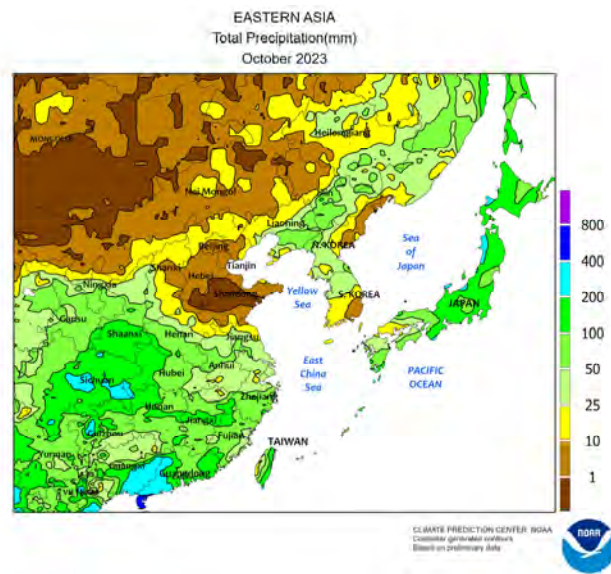 EASTERN ASIA
Total Precipitation(mm)
October 2023
MONGOLIA
Heilongjiang
Nei Mongol
Jilin
Liaoning
Beijing
N. KOREA
Sea
of
Japan
Tianjin
Shanxi
Hebei
Ningxia
Shandong
Yellow
Sea
S. KOREA
JAPAN
Gansu
Shaanxi
Henan
Jiangsu
East
China
Sea
PACIFIC
OCEAN
Anhui
Hubei
Sichuan
Zhejiang
Hunan
Jiangxi
Guizhou
Fujian
TAIWAN
Yunnan
Guangxi
Guangdong
800
400
200
100
50
25
10
1
CLIMATE PREDICTION CENTER NOAA
Computer generated contours
Based on preliminary data
NOAA